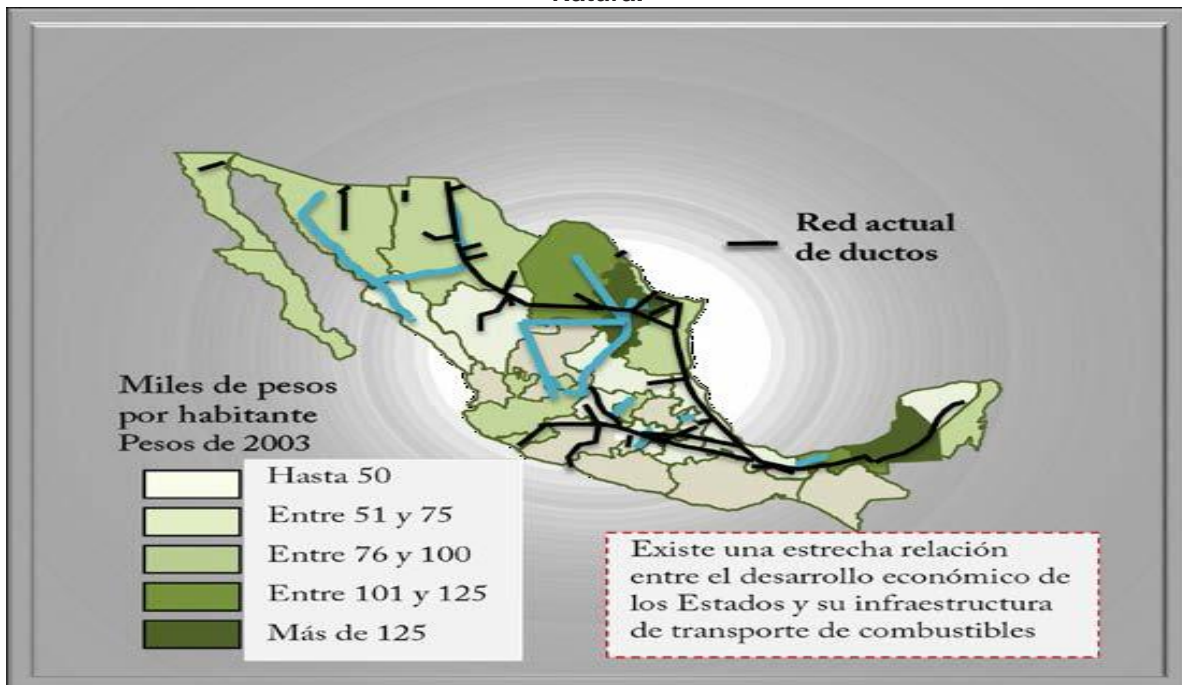 Natural
Red actual
de ductos
Miles de pesos
por habitante
Pesos de 2003
Hasta 50
Entre 51 y 75
Entre 76 y 100
Entre 101 y 125
Más de 125
Existe una estrecha relación
entre el desarrollo económico de
los Estados y su infraestructura
de transporte de combustibles